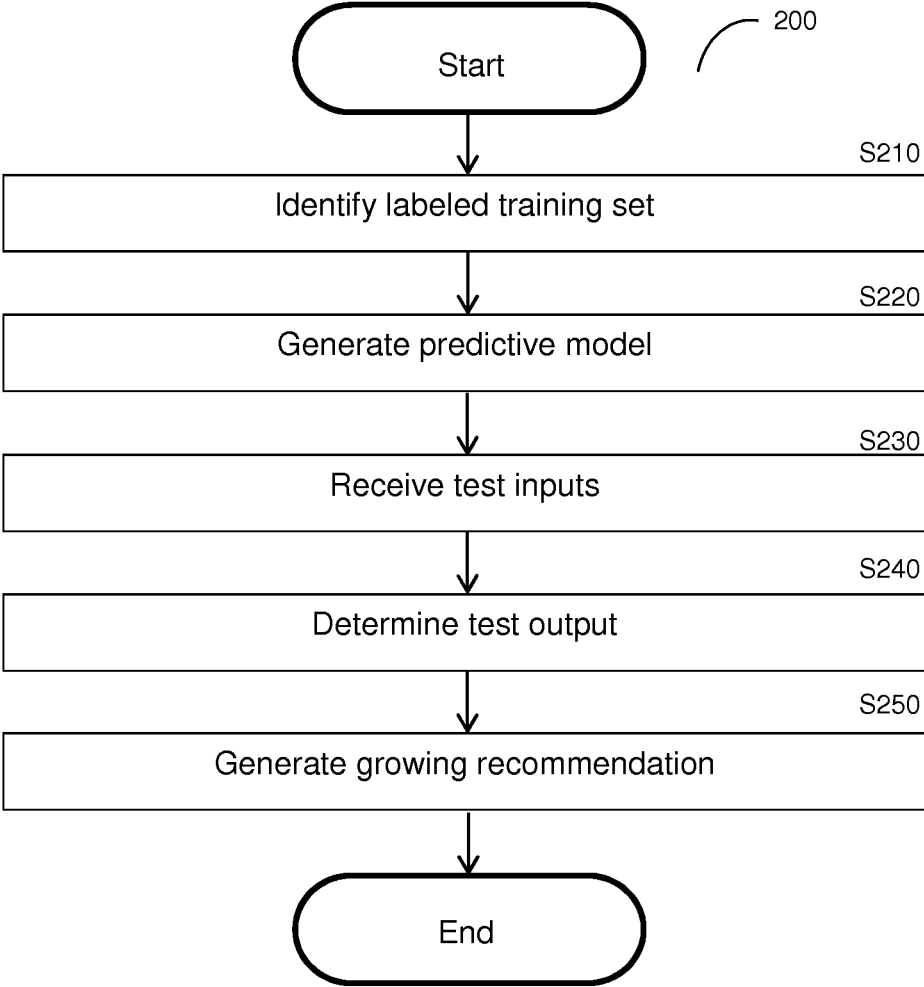 200
Start
S210
Identify labeled training set
S220
Generate predictive model
S230
Receive test inputs
S240
Determine test output
S250
Generate growing recommendation
End